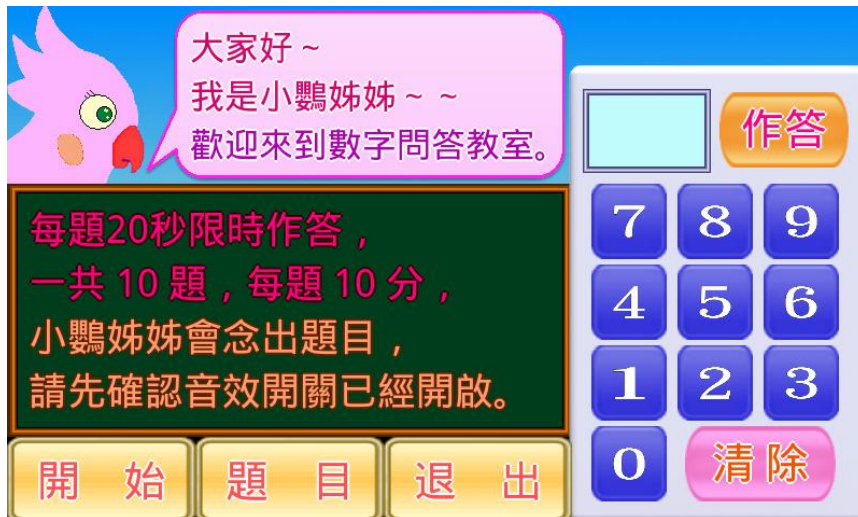 大家好~
我是小鸚姊姊~~
歡迎來到數字問答教室。
作答
每題20秒限時作答，
一共 10 題，每題 10 分，
小鸚姊姊會念出題目，
請先確認音效開關已經開啟。
7 8 9
4 5 6
1 2 3
0 清除
開 始 題 目 退 出